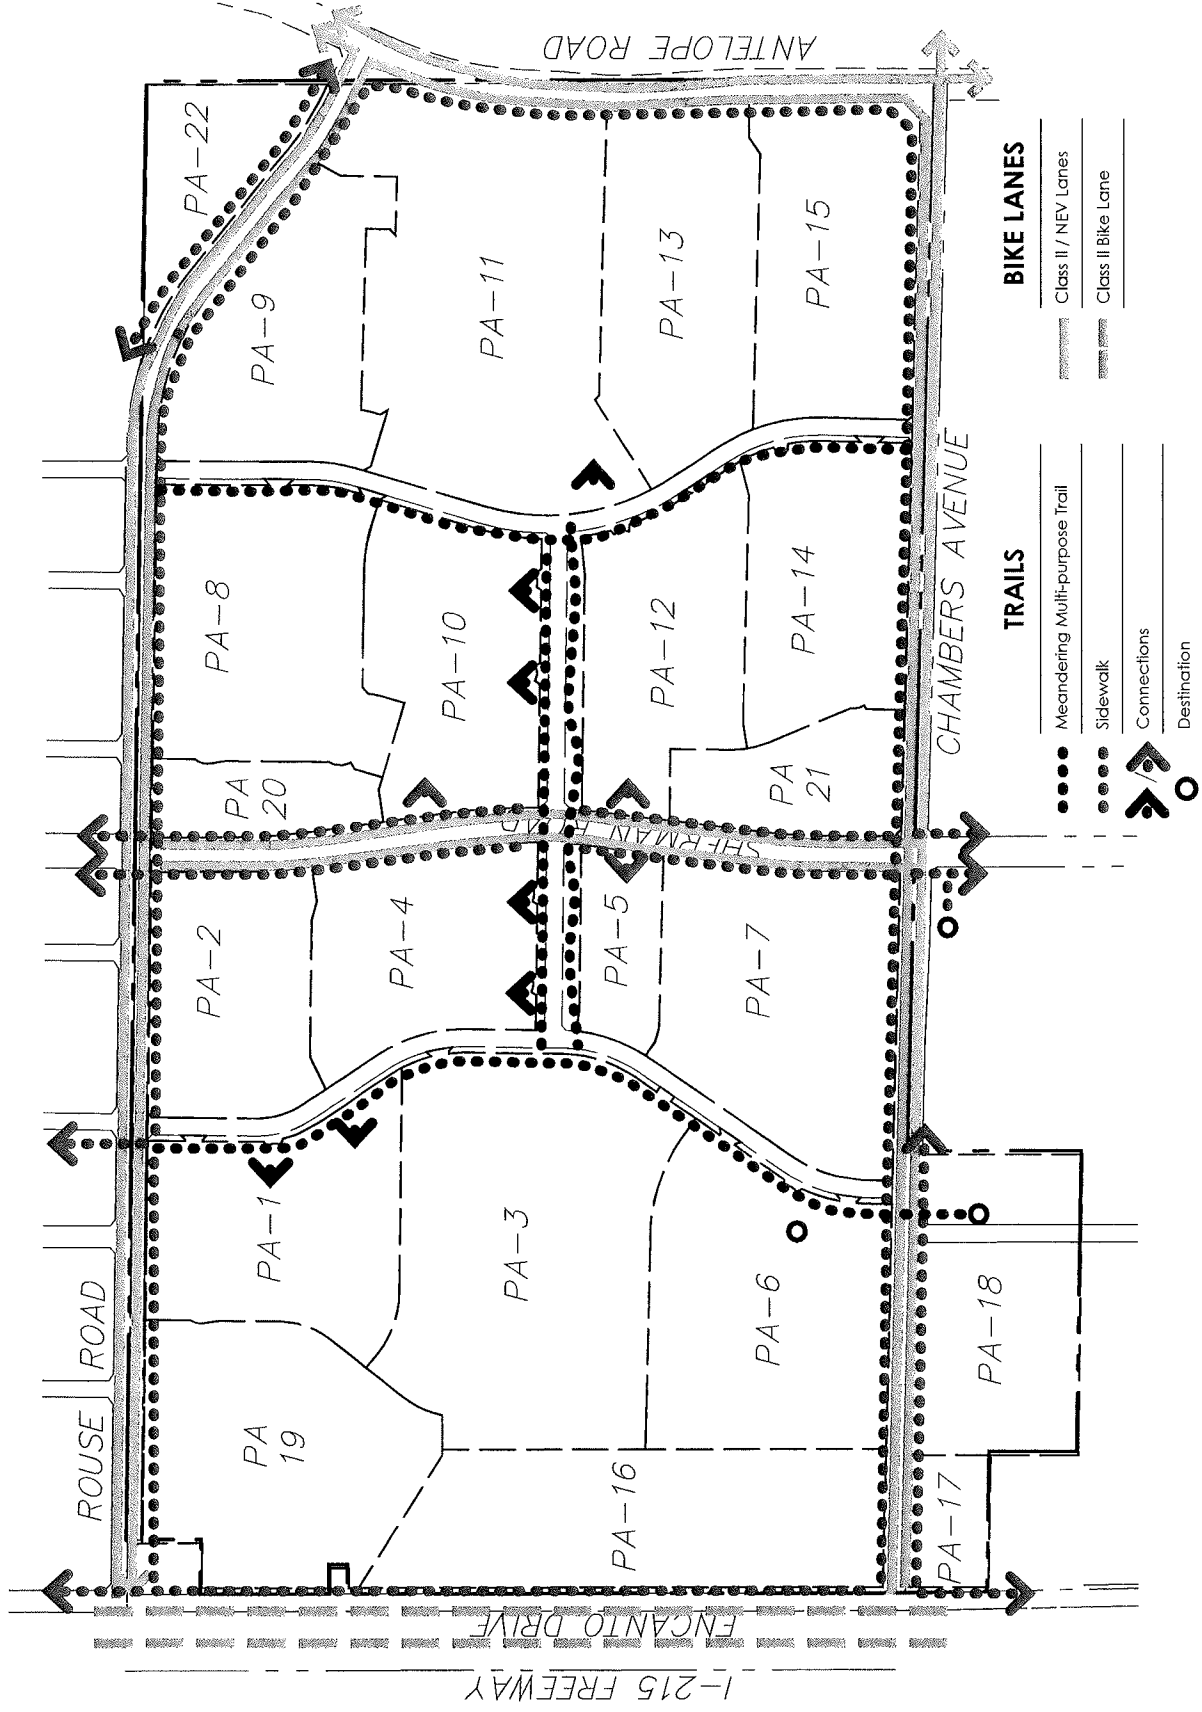 ROUSE ROAD
ANTELOPE ROAD
ENCANTO DRIVE
I-215 FREEWAY
SHERMAN ROAD
CHAMBERS AVENUE
PA
19
PA-1
PA-2
PA
20
PA-8
PA-9
PA-22
PA-16
PA-3
PA-4
PA-10
PA-11
PA-6
PA-5
PA-12
PA-13
PA-7
PA
21
PA-14
PA-15
PA-17
PA-18
TRAILS
Meandering Multi-purpose Trail
Sidewalk
Connections
Destination
BIKE LANES
Class II / NEV Lanes
Class II Bike Lane